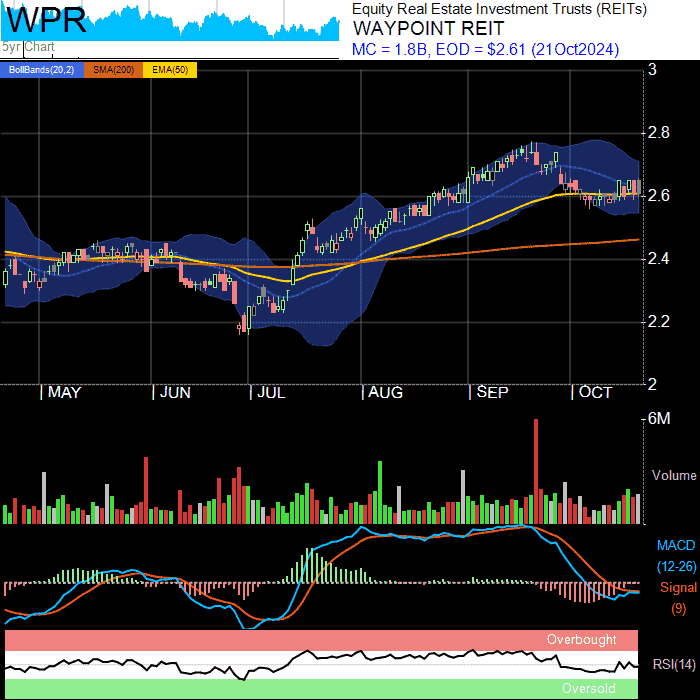 WPR
5yr Chart
Equity Real Estate Investment Trusts (REITs)
WAYPOINT REIT
MC = 1.8B, EOD = $2.61 (21Oct2024)
BollBands(20,2) SMA(200) EMA(50)
3
2.8
2.6
2.4
2.2
2
MAY JUN JUL AUG SEP OCT
6M
Volume
MACD
(12-26)
Signal
(9)
Overbought
RSI(14)
Oversold